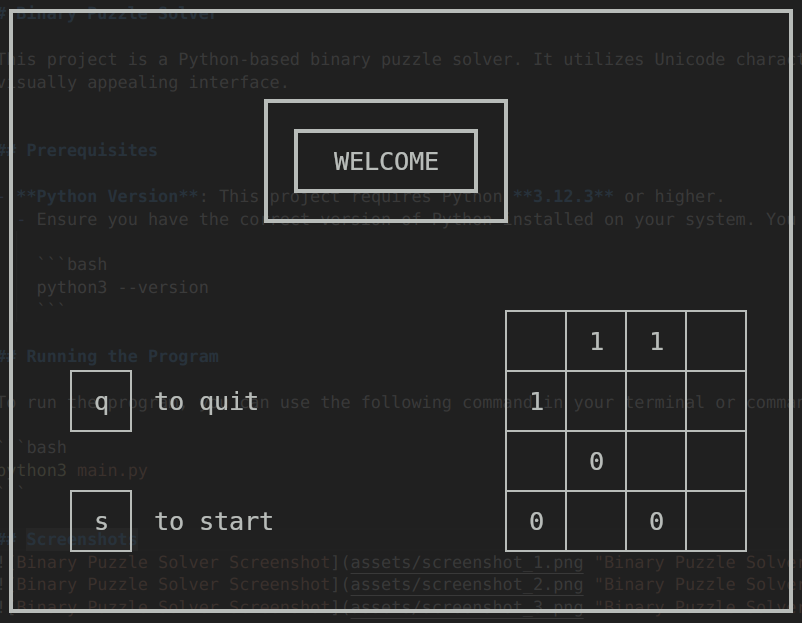 # Binary Puzzle Solver
This project is a Python-based binary puzzle solver. It utilizes Unicode
visually appealing interface.
## Prerequisites
WELCOME
- **Python Version**: This project requires Python **3.12.3** or higher.
- Ensure you have the correct version of Python installed on your system. You
```bash
python3 --version
```
1 1
## Running the Program
q to quit
1
To run the program, you can use the following command in your terminal or
`bash
0
python3 main.py
s to start
0 0
## Screenshots
! Binary Puzzle Solver Screenshot](assets/screenshot_1.png "Binary Puzzle
! Binary Puzzle Solver Screenshot](assets/screenshot_2.png "Binary Puzzle
! Binary Puzzle Solver Screenshot](assets/screenshot_3.png "Binary Puzzle